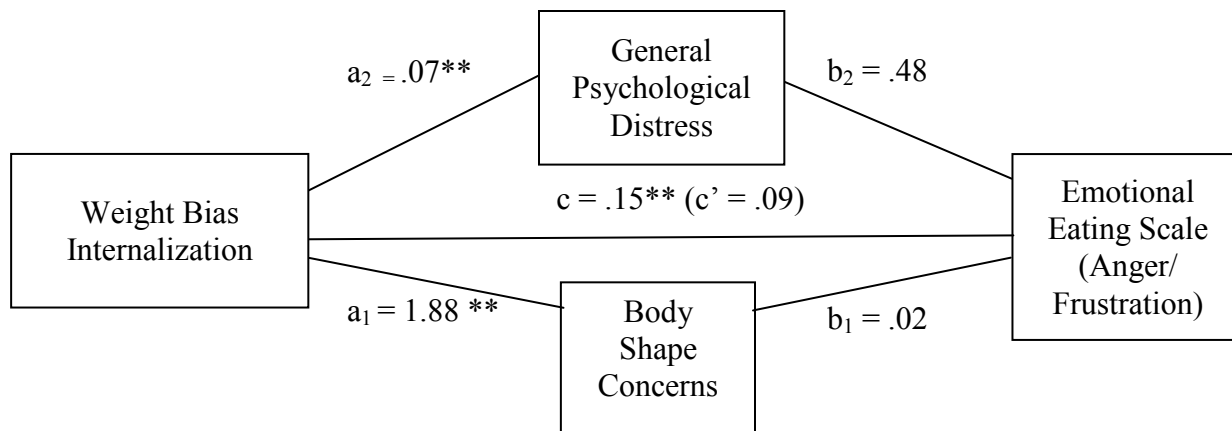 General
Psychological
Distress
a₂ = .07**
b₂ = .48
Weight Bias
Internalization
c = .15** (c’ = .09)
Emotional
Eating Scale
(Anger/
Frustration)
a₁ = 1.88 **
Body
Shape
Concerns
b₁ = .02